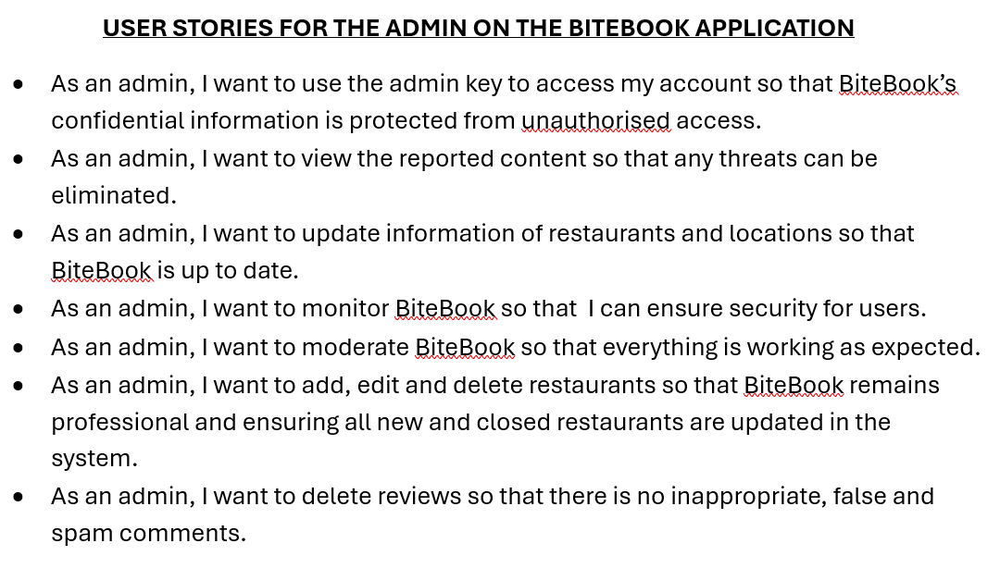 USER STORIES FOR THE ADMIN ON THE BITEBOOK APPLICATION
• As an admin, I want to use the admin key to access my account so that BiteBook’s
confidential information is protected from unauthorised access.
• As an admin, I want to view the reported content so that any threats can be
eliminated.
• As an admin, I want to update information of restaurants and locations so that
BiteBook is up to date.
• As an admin, I want to monitor BiteBook so that  I can ensure security for users.
• As an admin, I want to moderate BiteBook so that everything is working as expected.
• As an admin, I want to add, edit and delete restaurants so that BiteBook remains
professional and ensuring all new and closed restaurants are updated in the
system.
• As an admin, I want to delete reviews so that there is no inappropriate, false and
spam comments.